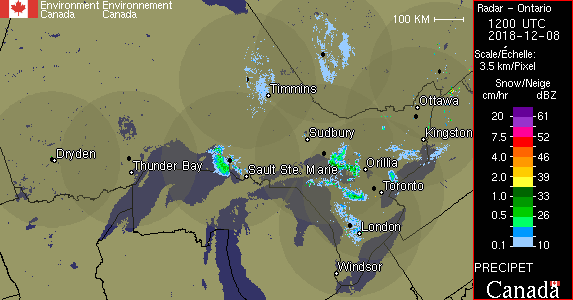 Environment Environnement
Canada Canada
100 KM
Timmins
Ottawa
Sudbury
Kingston
Dryden
Thunder Bay
Sault Ste. Marie
Orillia
Toronto
London
Windsor
Radar - Ontario
1200 UTC
2018-12-08
Scale/Échelle:
3.5 km/Pixel
Snow/Neige
cm/hr dBZ
20 61
7.5 52
4.0 46
2.0 39
1.0 33
0.5 26
0.1 10
PRECIPET
Canada